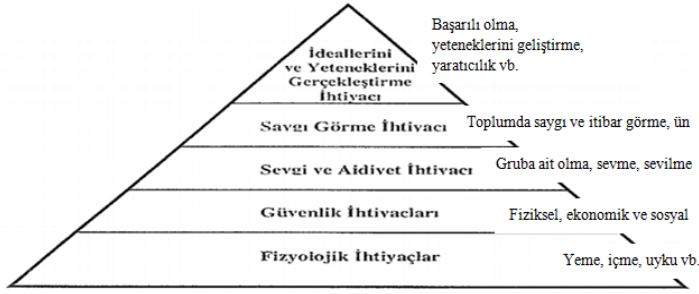 İdeallerini
ve Yeteneklerini
Gerçekleştirme
İhtiyacı
Başarılı olma,
yeteneklerini geliştirme,
yaratıcılık vb.
Saygı Görme İhtiyacı
Toplumda saygı ve itibar görme, ün
Sevgi ve Aidiyet İhtiyacı
Gruba ait olma, sevme, sevilme
Güvenlik İhtiyaçları
Fiziksel, ekonomik ve sosyal
Fizyolojik İhtiyaçlar
Yeme, içme, uyku vb.